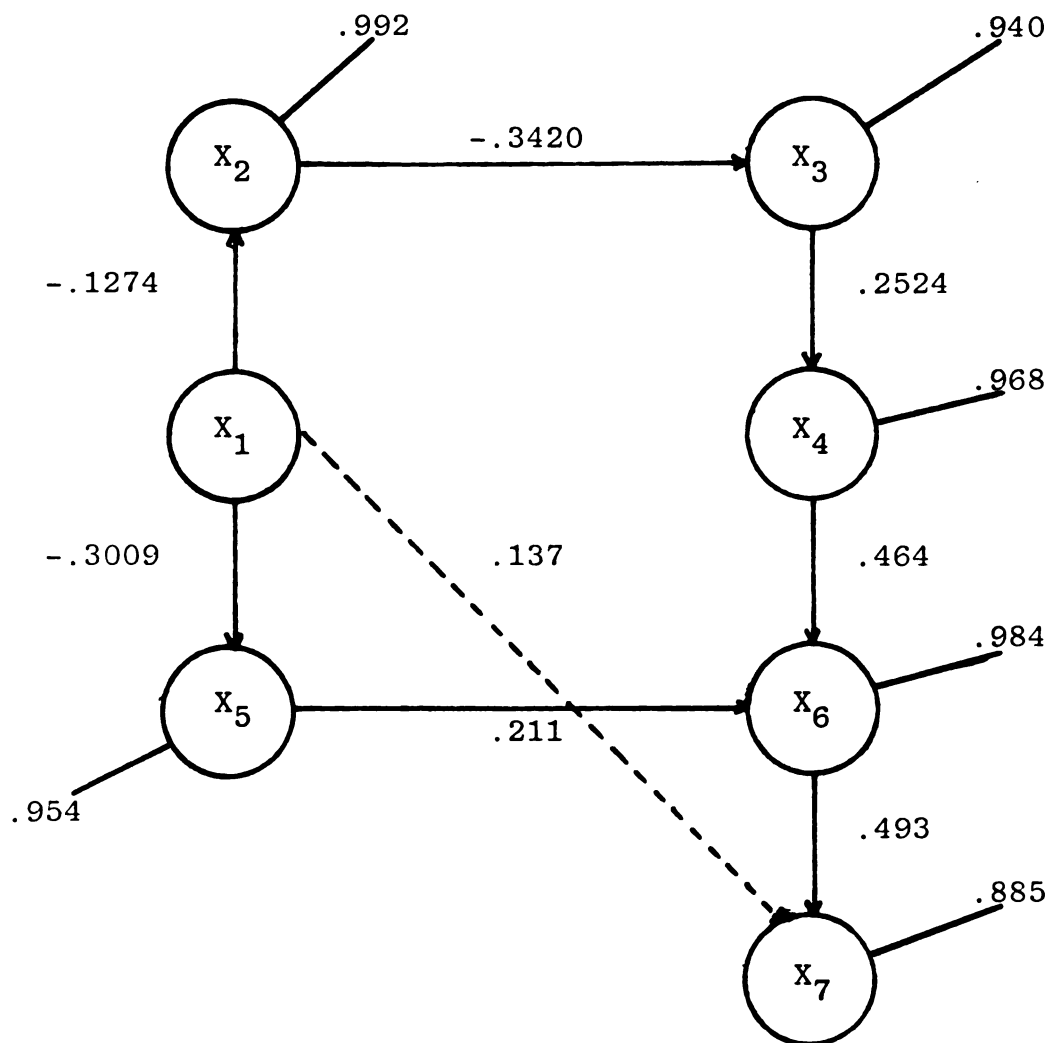 .992
.940
X2
-.3420
X3
-.1274
.2524
.968
X1
X4
-.3009
.137
.464
.984
X5
X6
.211
.954
.493
.885
X7